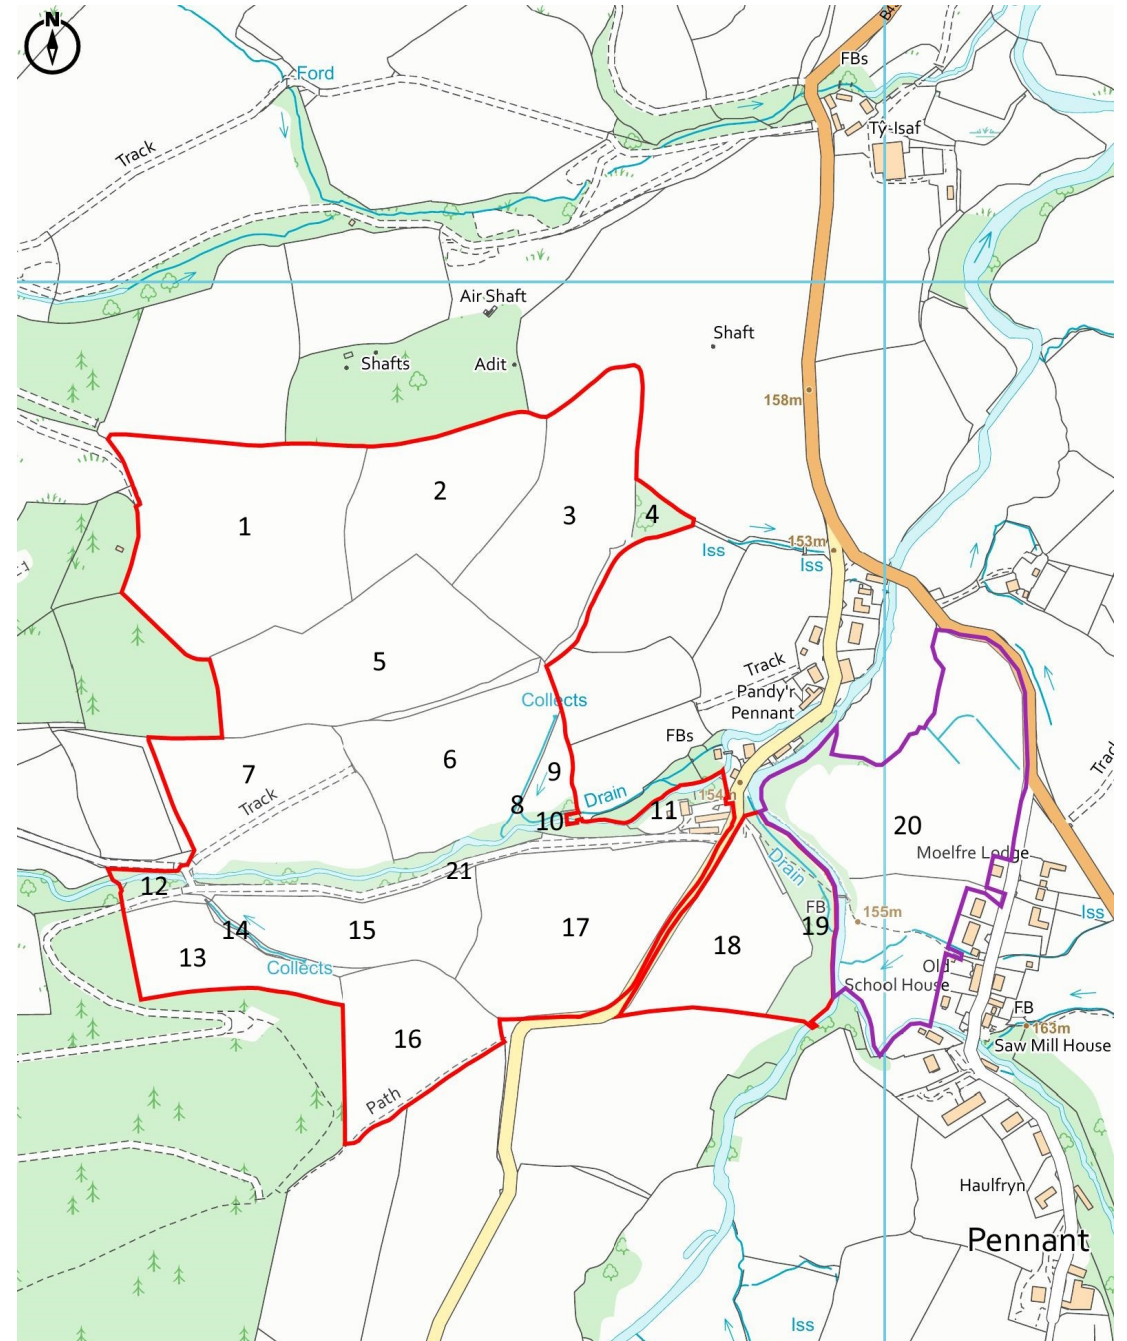 N
B4
FBs
Ford
Tŷ-Isaf
Track
Air Shaft
Shaft
Shafts
Adit
158m
2
3
4
1
153m
Iss
Iss
5
Track
Collects
Pandy'r
Pennant
FBs
6
9
7
Track
Drain
154m
8
10
11
20
Moelfre Lodge
Drain
21
12
FB
155m
Iss
14
15
17
19
18
13
Collects
Old
School House
FB
163m
16
Saw Mill House
Path
Haulfryn
Pennant
Iss